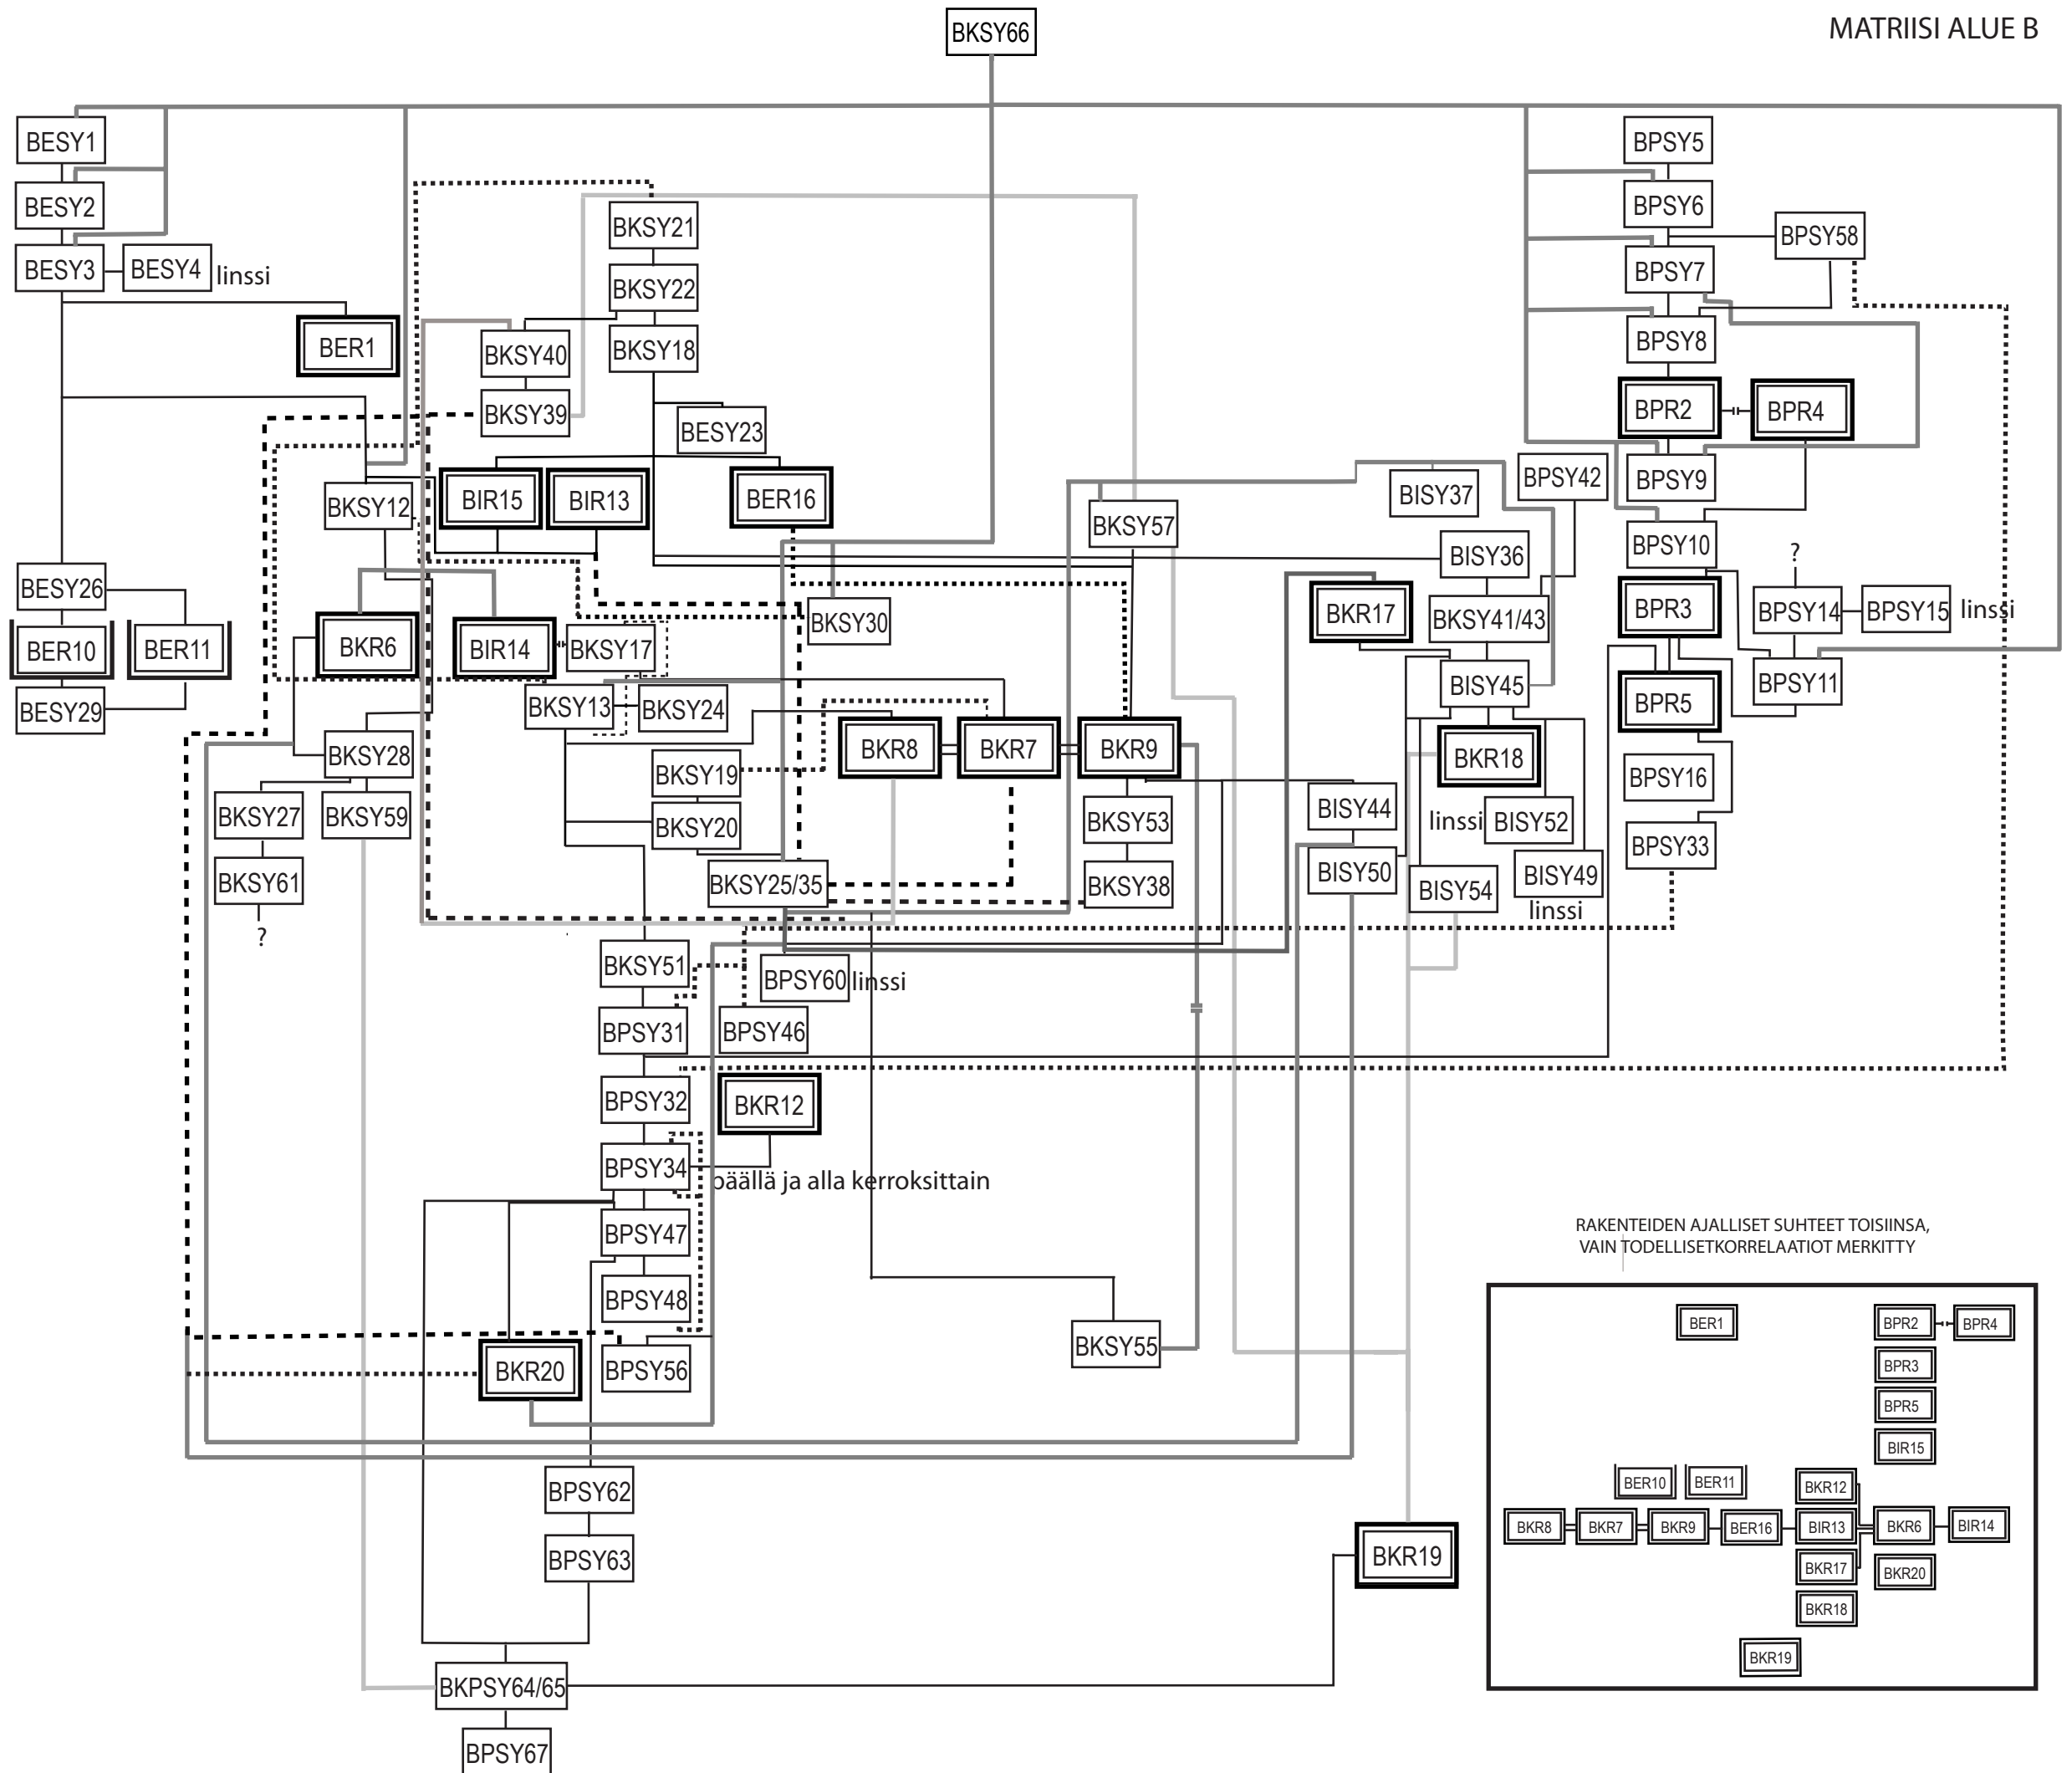 BKSY66
MATRIISI ALUE B
BESY1
BPSY5
BESY2
BPSY6
BKSY21
BPSY58
BESY3
BESY4
linssi
BPSY7
BKSY22
BER1
BKSY40
BKSY18
BPSY8
BKSY39
BESY23
BPR2
BPR4
BKSY12
BIR15
BIR13
BER16
BKSY57
BISY37
BPSY42
BPSY9
BISY36
BPSY10
?
BESY26
BKSY30
BKR17
BKSY41/43
BPR3
BPSY14
BPSY15
linssi
BER10
BER11
BKR6
BIR14
BKSY17
BESY29
BKSY13
BKSY24
BISY45
BPR5
BPSY11
BKSY28
BKR8
BKR7
BKR9
BKR18
BKSY19
BPSY16
BKSY27
BKSY59
BKSY20
BKSY53
BISY44
linssi
BISY52
BPSY33
BKSY61
BKSY25/35
BKSY38
BISY50
BISY54
BISY49
linssi
?
BKSY51
BPSY60
linssi
BPSY31
BPSY46
BPSY32
BKR12
BPSY34
päällä ja alla kerroksittain
BPSY47
BPSY48
BKR20
BPSY56
BKSY55
BPSY62
BPSY63
BKR19
BKPSY64/65
BPSY67
RAKENTEIDEN AJALLISET SUHTEET TOISIINSA,
VAIN TODELLISETKORRELAATIOT MERKITTY
BER1
BPR2
BPR4
BPR3
BPR5
BIR15
BER10
BER11
BKR12
BKR8
BKR7
BKR9
BER16
BIR13
BKR6
BIR14
BKR17
BKR20
BKR18
BKR19